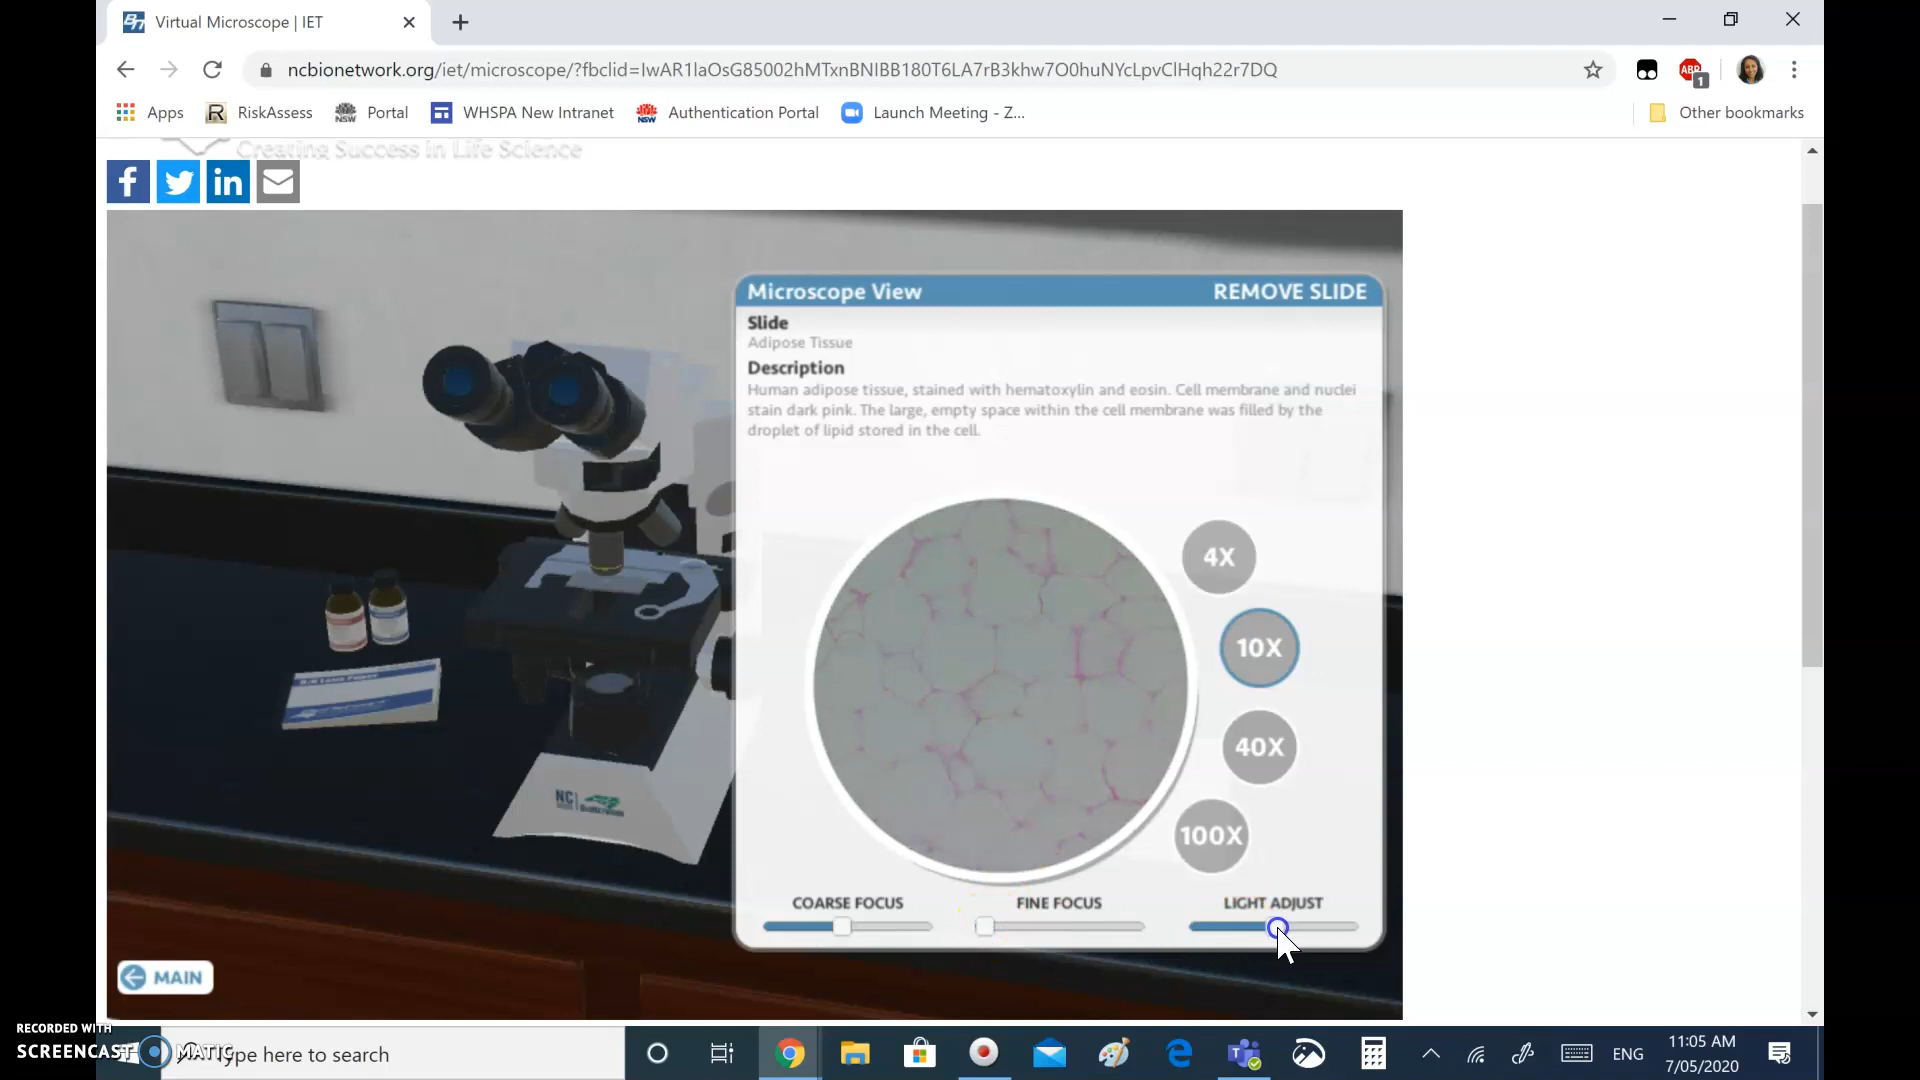 Virtual Microscope | IET
ncbionetwork.org/iet/microscope/?fbclid=IwAR1laOsG85002hMTxnBNIBB180T6LA7rB3khw7O0huNYcLpvClHqh22r7DQ
ABP
1
Apps
RiskAssess
Portal
WHSPA New Intranet
Authentication Portal
Launch Meeting - Z...
Other bookmarks
Creating Success in Life Science
Microscope View
REMOVE SLIDE
Slide
Adipose Tissue
Description
Human adipose tissue, stained with hematoxylin and eosin. Cell membrane and nuclei
stain dark pink. The large, empty space within the cell membrane was filled by the
droplet of lipid stored in the cell.
4X
10X
40X
100X
COARSE FOCUS
FINE FOCUS
LIGHT ADJUST
NC
MAIN
RECORDED WITH
SCREENCAST MATIC
Type here to search
ENG
11:05 AM
7/05/2020